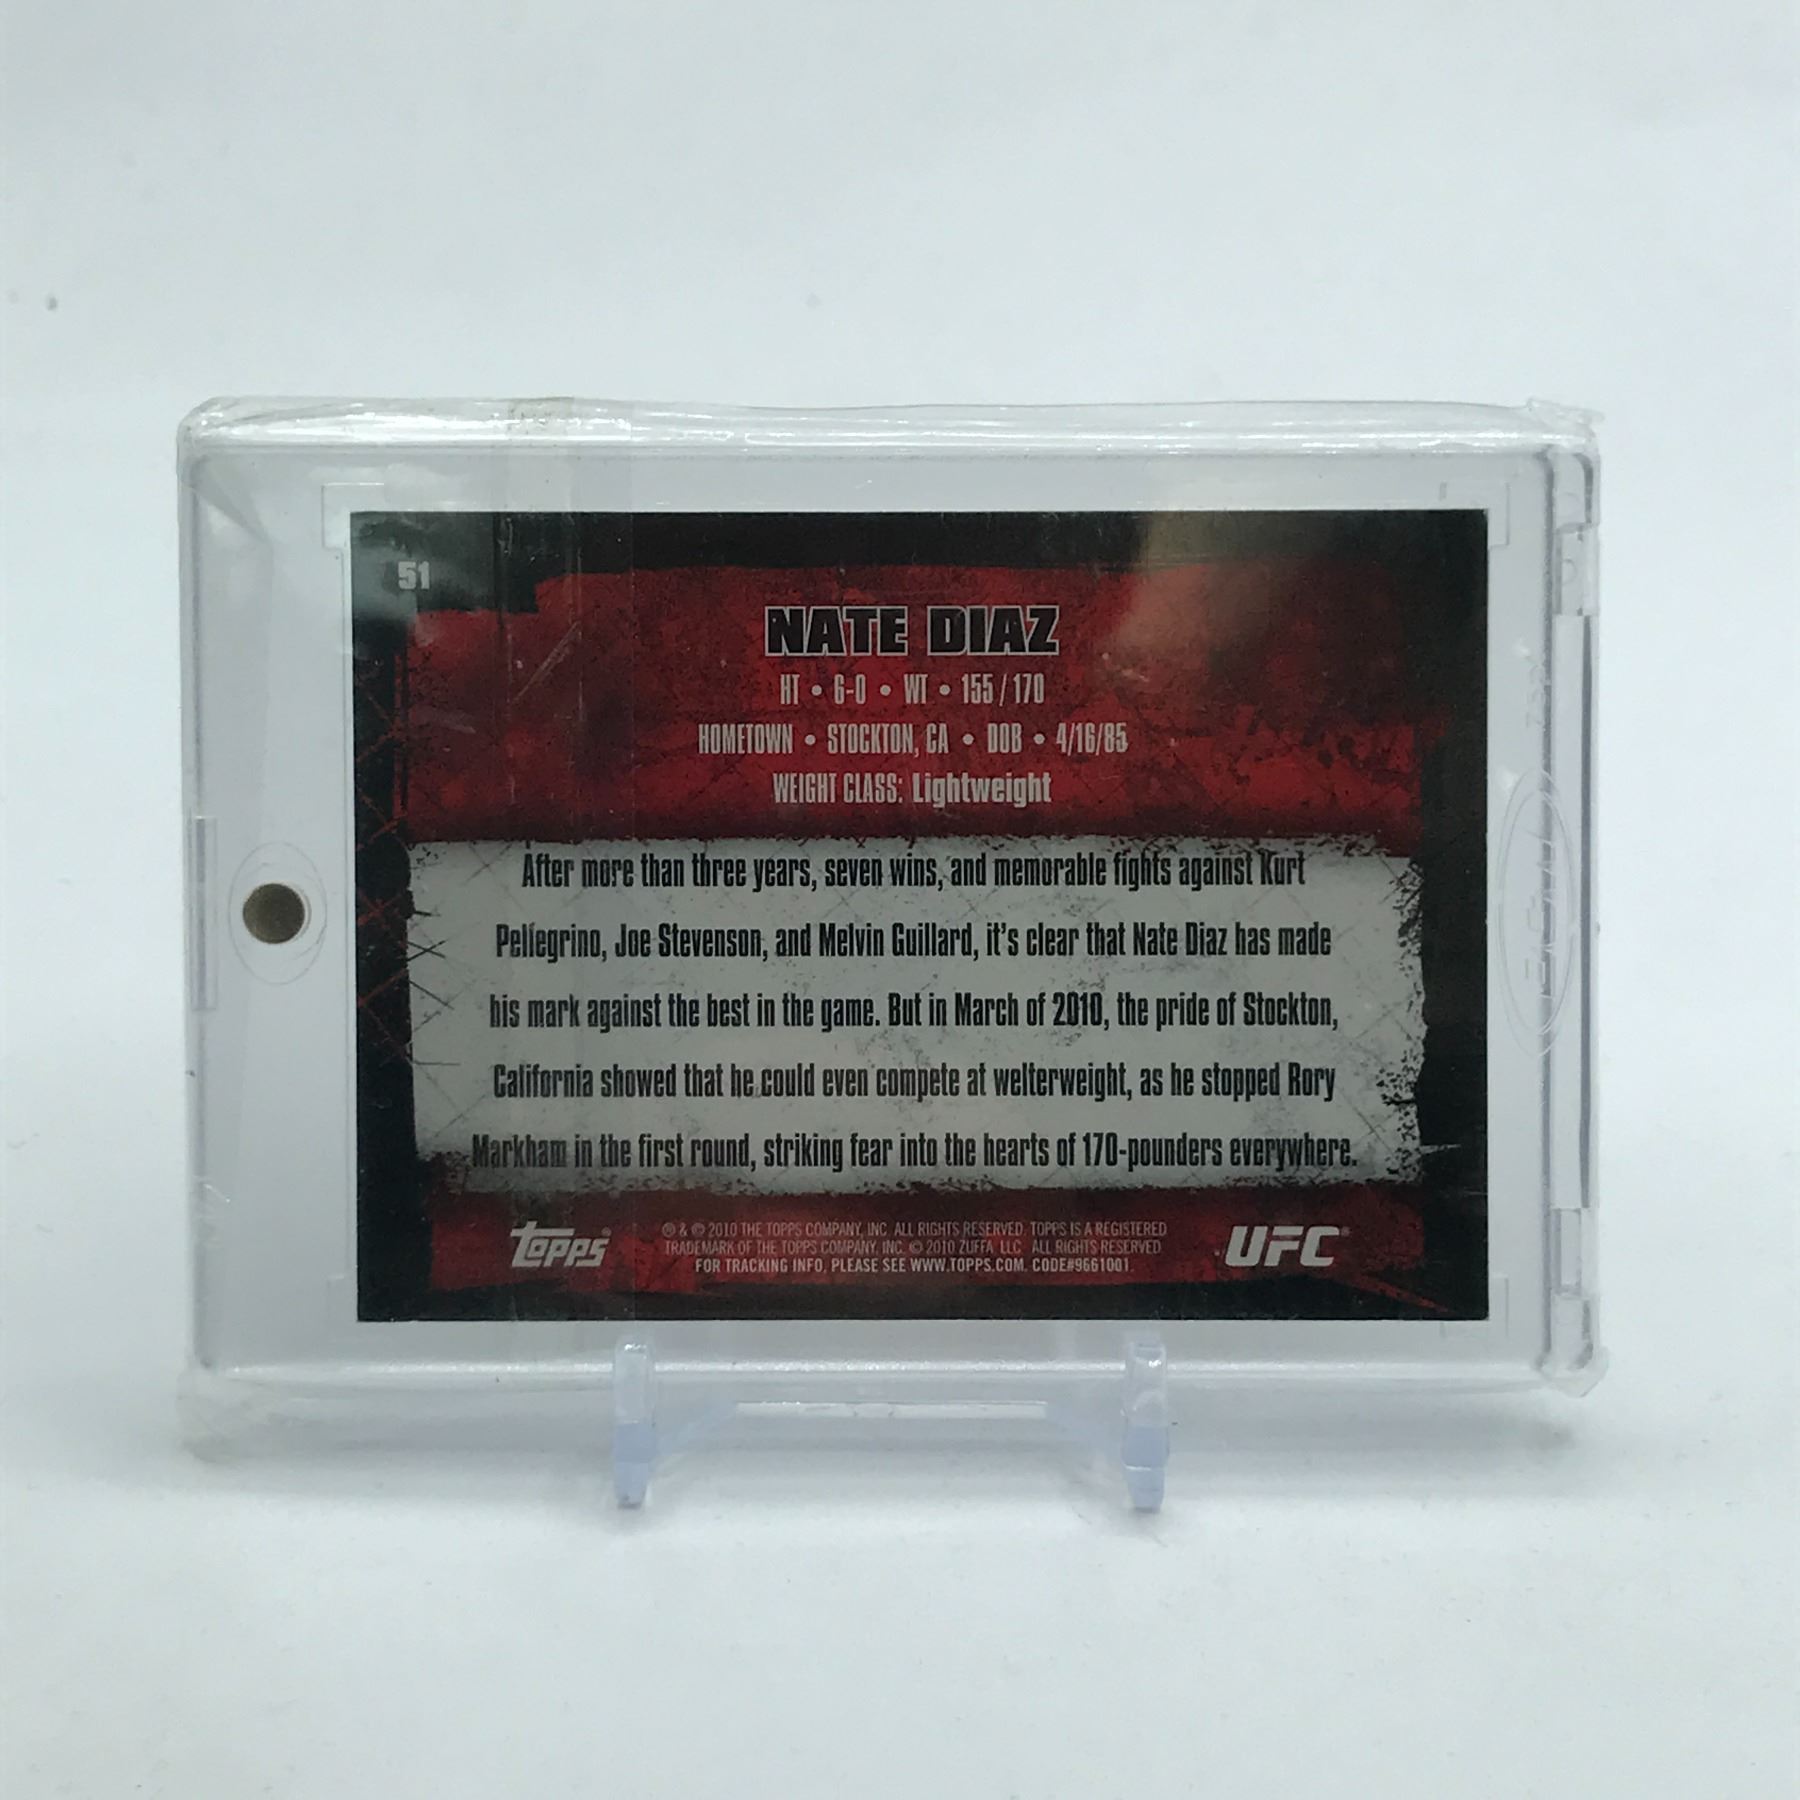 51
NATE DIAZ
HT • 6-0 • WT • 155 / 170
HOMETOWN • STOCKTON, CA • DOB • 4/16/85
WEIGHT CLASS: Lightweight
After more than three years, seven wins, and memorable fights against Kurt
Pellegrino, Joe Stevenson, and Melvin Guillard, it's clear that Nate Diaz has made
his mark against the best in the game. But in March of 2010, the pride of Stockton,
California showed that he could even compete at welterweight, as he stopped Rory
Markham in the first round, striking fear into the hearts of 170-pounders everywhere.
topps
® & © 2010 THE TOPPS COMPANY, INC. ALL RIGHTS RESERVED. TOPPS IS A REGISTERED
TRADEMARK OF THE TOPPS COMPANY, INC. © 2010 ZUFFA, LLC ALL RIGHTS RESERVED
FOR TRACKING INFO, PLEASE SEE WWW.TOPPS.COM. CODE#9661001.
UFC